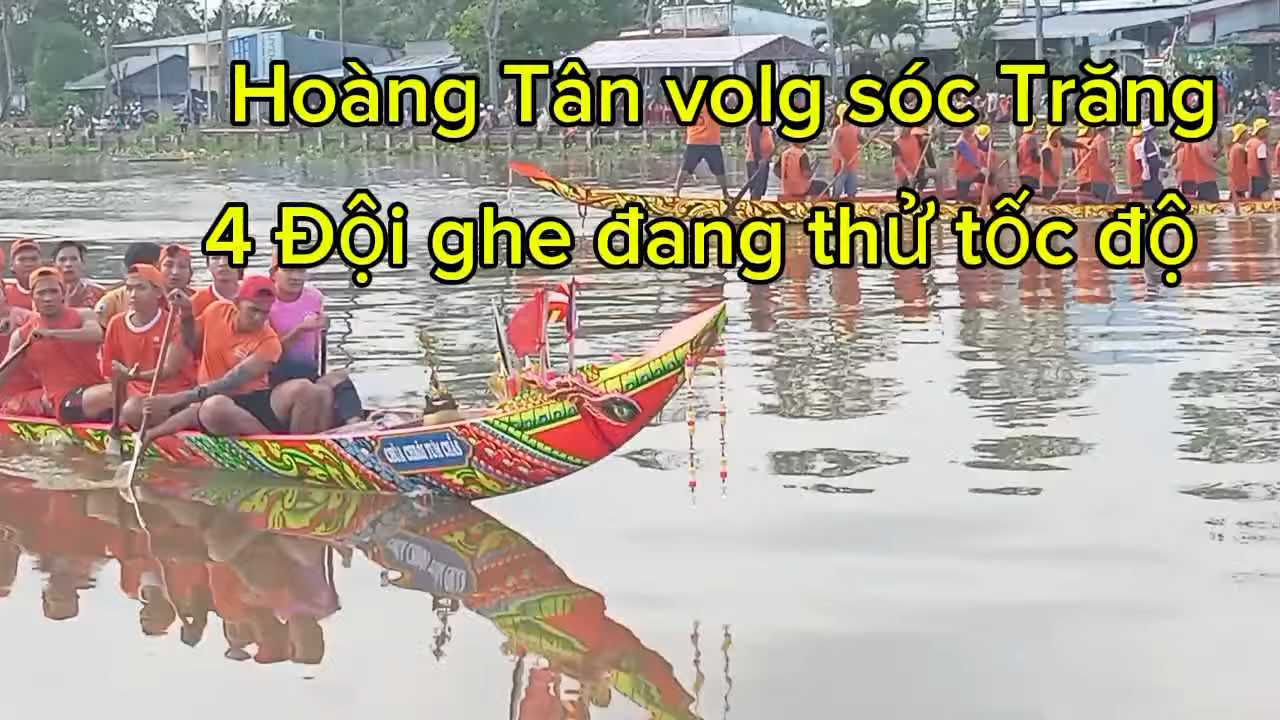 Hoàng Tân volg sóc Trăng
4 Đội ghe đang thử tốc độ